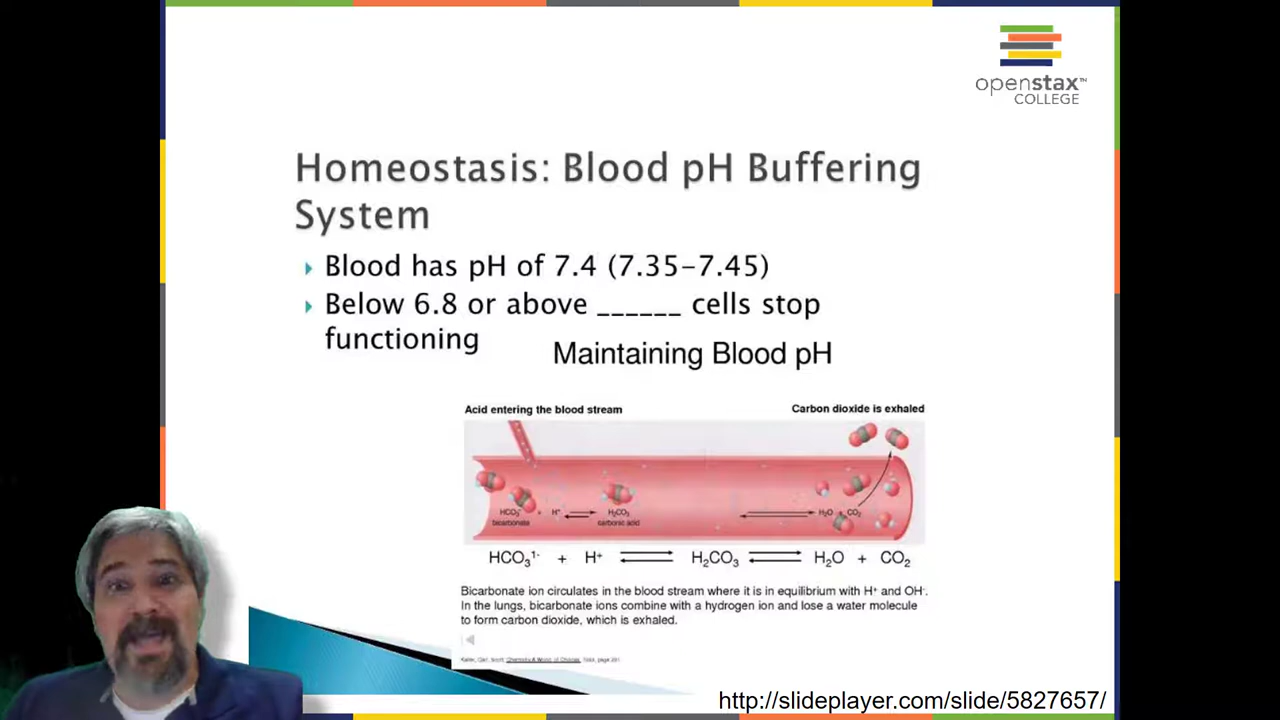 openstax™
COLLEGE
Homeostasis: Blood pH Buffering
System
Blood has pH of 7.4 (7.35-7.45)
Below 6.8 or above ______ cells stop
functioning
Maintaining Blood pH
Acid entering the blood stream
Carbon dioxide is exhaled
HCO₃⁻ + H⁺ H₂CO₃ H₂O + CO₂
bicarbonate carbonic acid
HCO₃¹⁻ + H⁺ ⇌ H₂CO₃ ⇌ H₂O + CO₂
Bicarbonate ion circulates in the blood stream where it is in equilibrium with H⁺ and OH⁻.
In the lungs, bicarbonate ions combine with a hydrogen ion and lose a water molecule
to form carbon dioxide, which is exhaled.
http://slideplayer.com/slide/5827657/